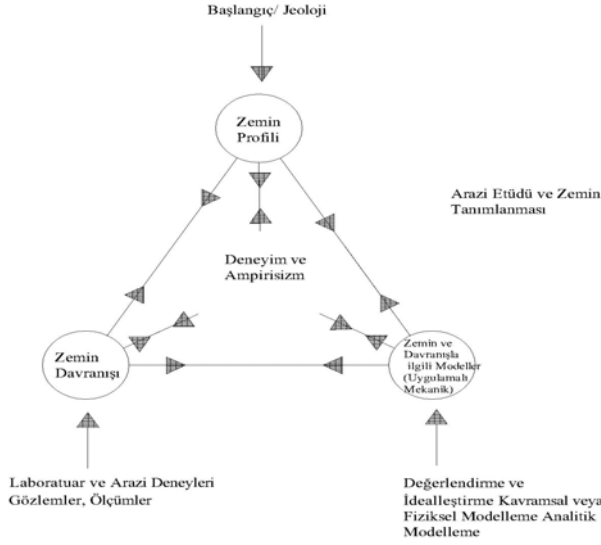 Başlangıç/ Jeoloji
Zemin
Profili
Arazi Etüdü ve Zemin
Tanımlanması
Deneyim ve
Ampirisizm
Zemin
Davranışı
Zemin ve
Davranışla
ilgili Modeller
(Uygulamalı
Mekanik)
Laboratuar ve Arazi Deneyleri
Gözlemler, Ölçümler
Değerlendirme ve
İdealleştirme Kavramsal veya
Fiziksel Modelleme Analitik
Modelleme